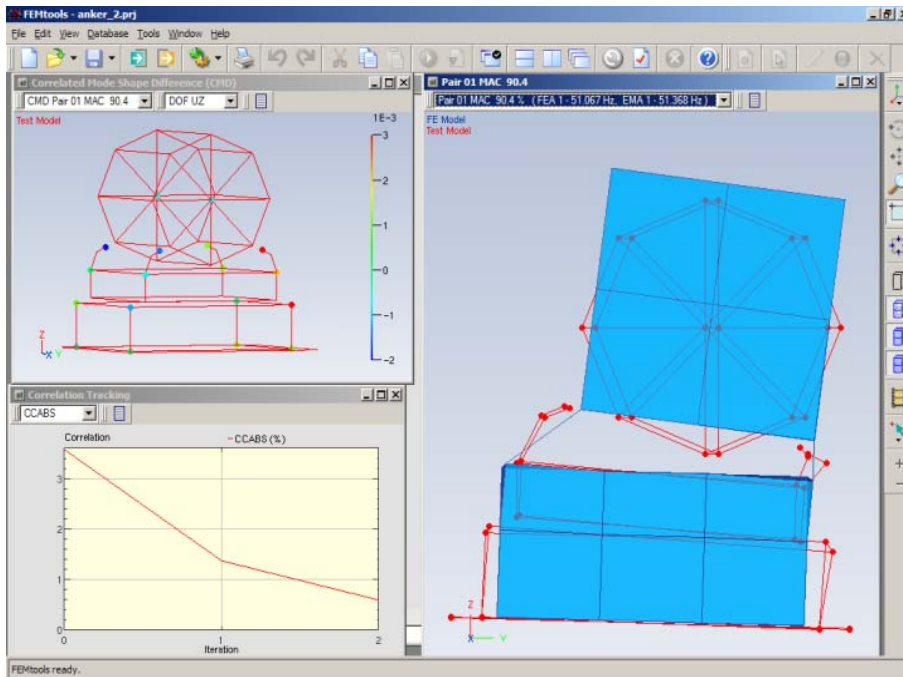 FEMtools - anker_2.prj
File Edit View Database Tools Window Help
Correlated Mode Shape Difference (CMD)
CMD Pair 01 MAC 90.4 DOF UZ
Test Model
1E-3
3
2
1
0
-1
-2
Z
X Y
Correlation Tracking
CCABS
Correlation
CCABS (%)
3
2
1
0
0 1 2
Iteration
Pair 01 MAC 90.4
Pair 01 MAC 90.4 % ( FEA 1 - 51.067 Hz, EMA 1 - 51.368 Hz )
FE Model
Test Model
Z
X Y
FEMtools ready.